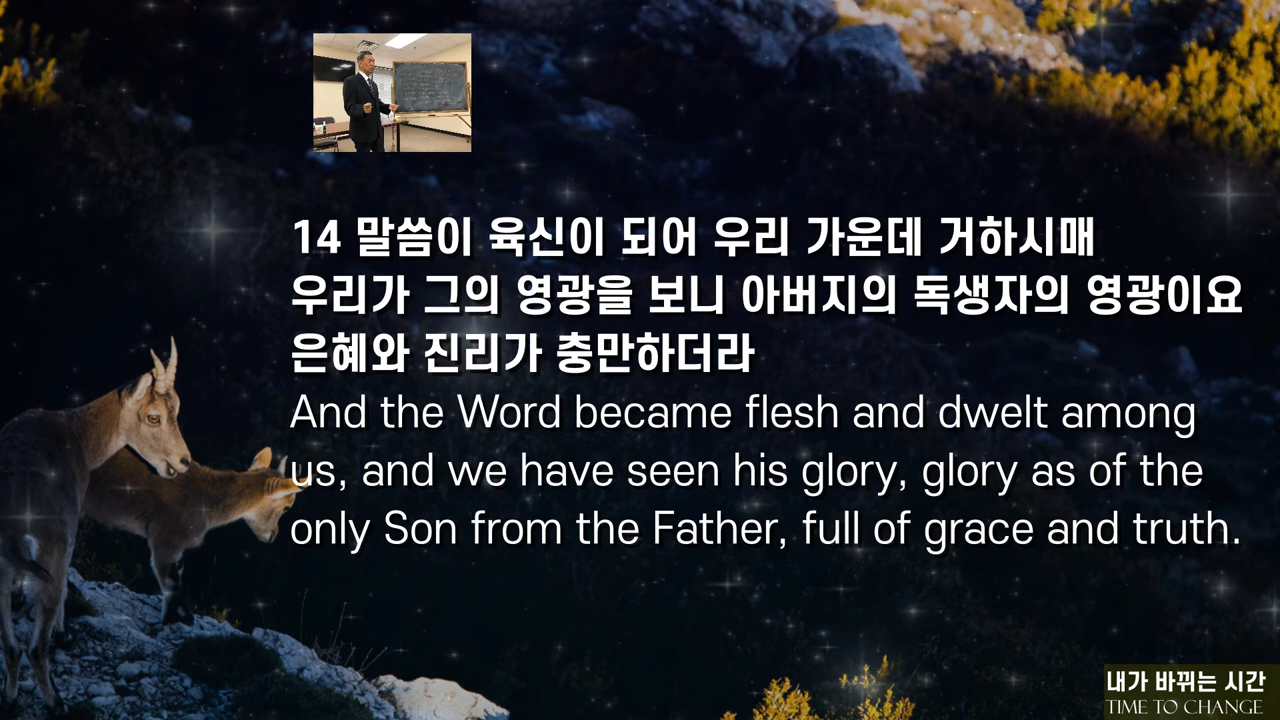 14 말씀이 육신이 되어 우리 가운데 거하시매
우리가 그의 영광을 보니 아버지의 독생자의 영광이요
은혜와 진리가 충만하더라
And the Word became flesh and dwelt among
us, and we have seen his glory, glory as of the
only Son from the Father, full of grace and truth.
내가 바뀌는 시간
TIME TO CHANGE